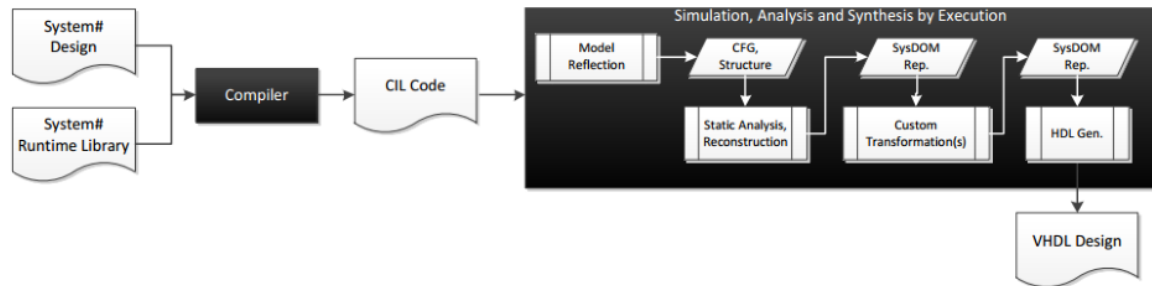 Simulation, Analysis and Synthesis by Execution
System#
Design
System#
Runtime Library
Compiler
CIL Code
Model
Reflection
CFG,
Structure
Static Analysis,
Reconstruction
SysDOM
Rep.
Custom
Transformation(s)
SysDOM
Rep.
HDL Gen.
VHDL Design